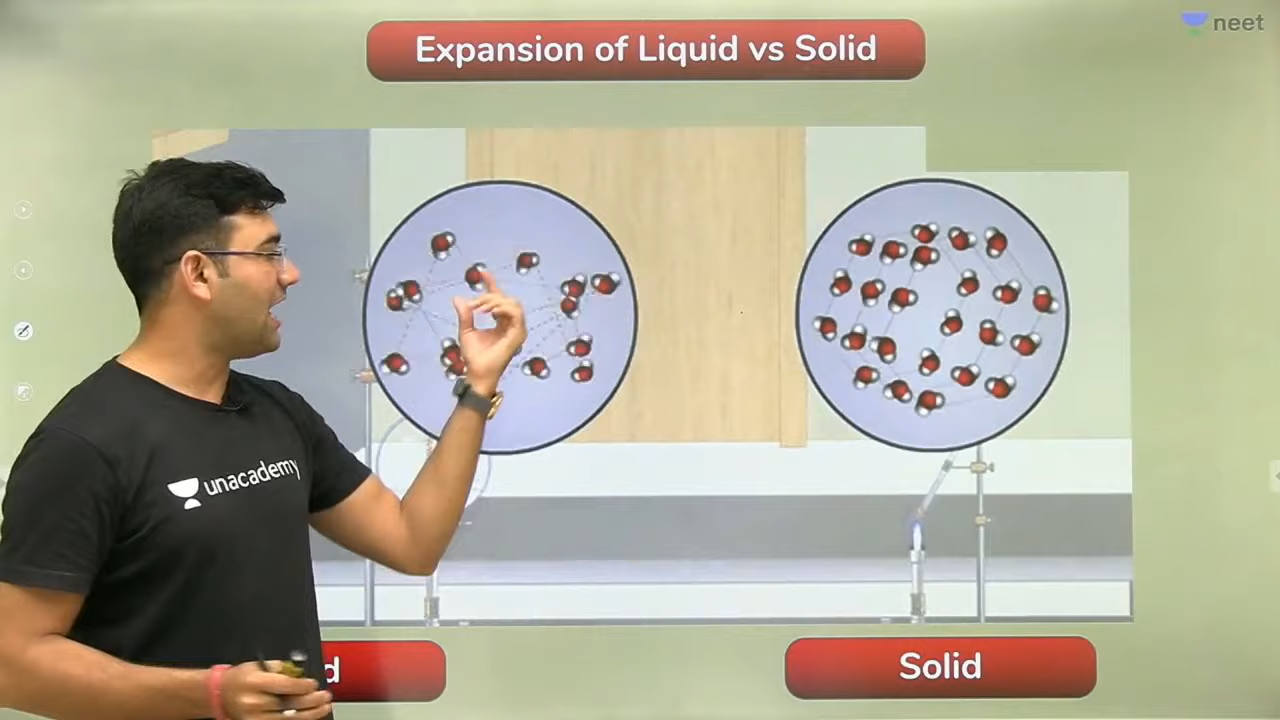 neet
Expansion of Liquid vs Solid
unacademy
d
Solid